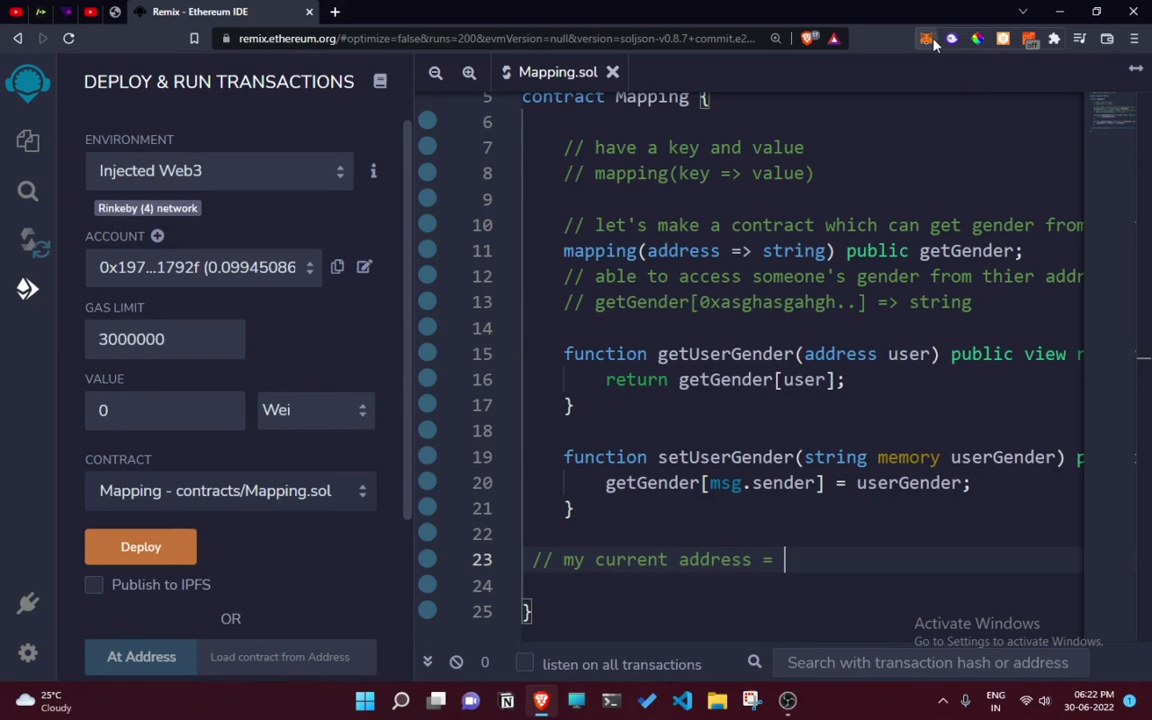 Remix - Ethereum IDE
remix.ethereum.org/#optimize=false&runs=200&evmVersion=null&version=soljson-v0.8.7+commit.e2...
17
off
DEPLOY & RUN TRANSACTIONS
ENVIRONMENT
Injected Web3
Rinkeby (4) network
ACCOUNT
0x197...1792f (0.09945086
GAS LIMIT
3000000
VALUE
0
Wei
CONTRACT
Mapping - contracts/Mapping.sol
Deploy
Publish to IPFS
OR
At Address
Load contract from Address
Mapping.sol
5 contract Mapping {
6
7 // have a key and value
8 // mapping(key => value)
9
10 // let's make a contract which can get gender from
11 mapping(address => string) public getGender;
12 // able to access someone's gender from thier addr
13 // getGender[0xasghasgahgh..] => string
14
15 function getUserGender(address user) public view r
16 return getGender[user];
17 }
18
19 function setUserGender(string memory userGender) p
20 getGender[msg.sender] = userGender;
21 }
22
23 // my current address =
24
25 }
Activate Windows
Go to Settings to activate Windows.
0
listen on all transactions
Search with transaction hash or address
25°C
Cloudy
ENG
IN
06:22 PM
30-06-2022
1